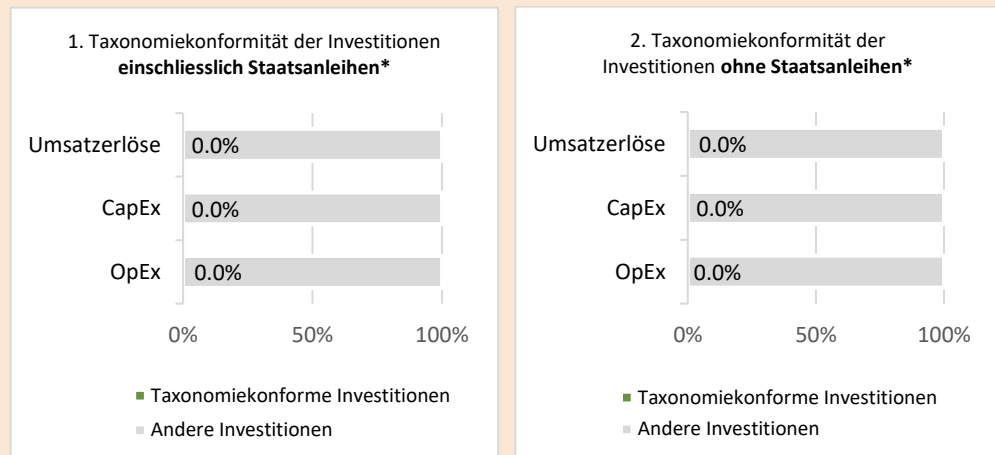 1. Taxonomiekonformität der Investitionen
einschliesslich Staatsanleihen*
Umsatzerlöse
0.0%
CapEx
0.0%
OpEx
0.0%
0%
50%
100%
Taxonomiekonforme Investitionen
Andere Investitionen
2. Taxonomiekonformität der
Investitionen ohne Staatsanleihen*
Umsatzerlöse
0.0%
CapEx
0.0%
OpEx
0.0%
0%
50%
100%
Taxonomiekonforme Investitionen
Andere Investitionen